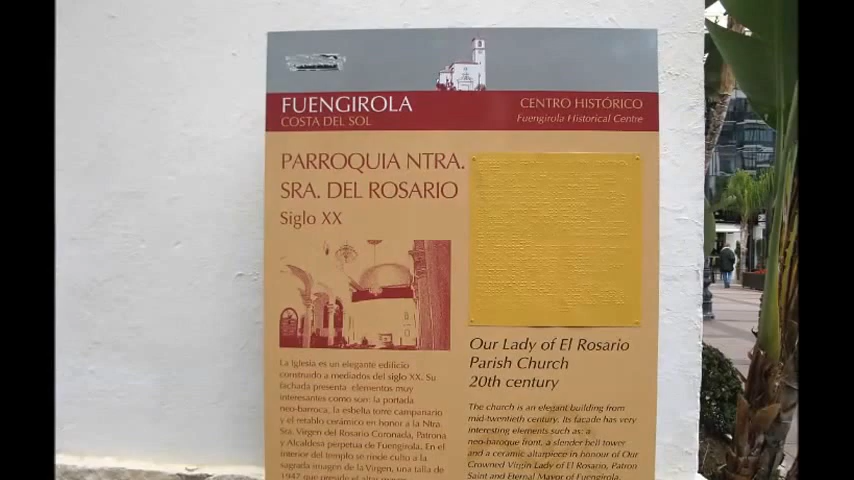 FUENGIROLA
COSTA DEL SOL
CENTRO HISTÓRICO
Fuengirola Historical Centre
PARROQUIA NTRA.
SRA. DEL ROSARIO
Siglo XX
La Iglesia es un elegante edificio
construido a mediados del siglo XX. Su
fachada presenta elementos muy
interesantes como son: la portada
neo-barroca, la esbelta torre campanario
y el retablo cerámico en honor a la Ntra.
Sra. Virgen del Rosario Coronada, Patrona
y Alcaldesa perpetua de Fuengirola. En el
interior del templo se rinde culto a la
sagrada imagen de la Virgen, una talla de
1947 que preside el altar mayor
Our Lady of El Rosario
Parish Church
20th century
The church is an elegant building from
mid-twentieth century. Its facade has very
interesting elements such as: a
neo-baroque front, a slender bell tower
and a ceramic altarpiece in honour of Our
Crowned Virgin Lady of El Rosario, Patron
Saint and Eternal Mayor of Fuengirola.